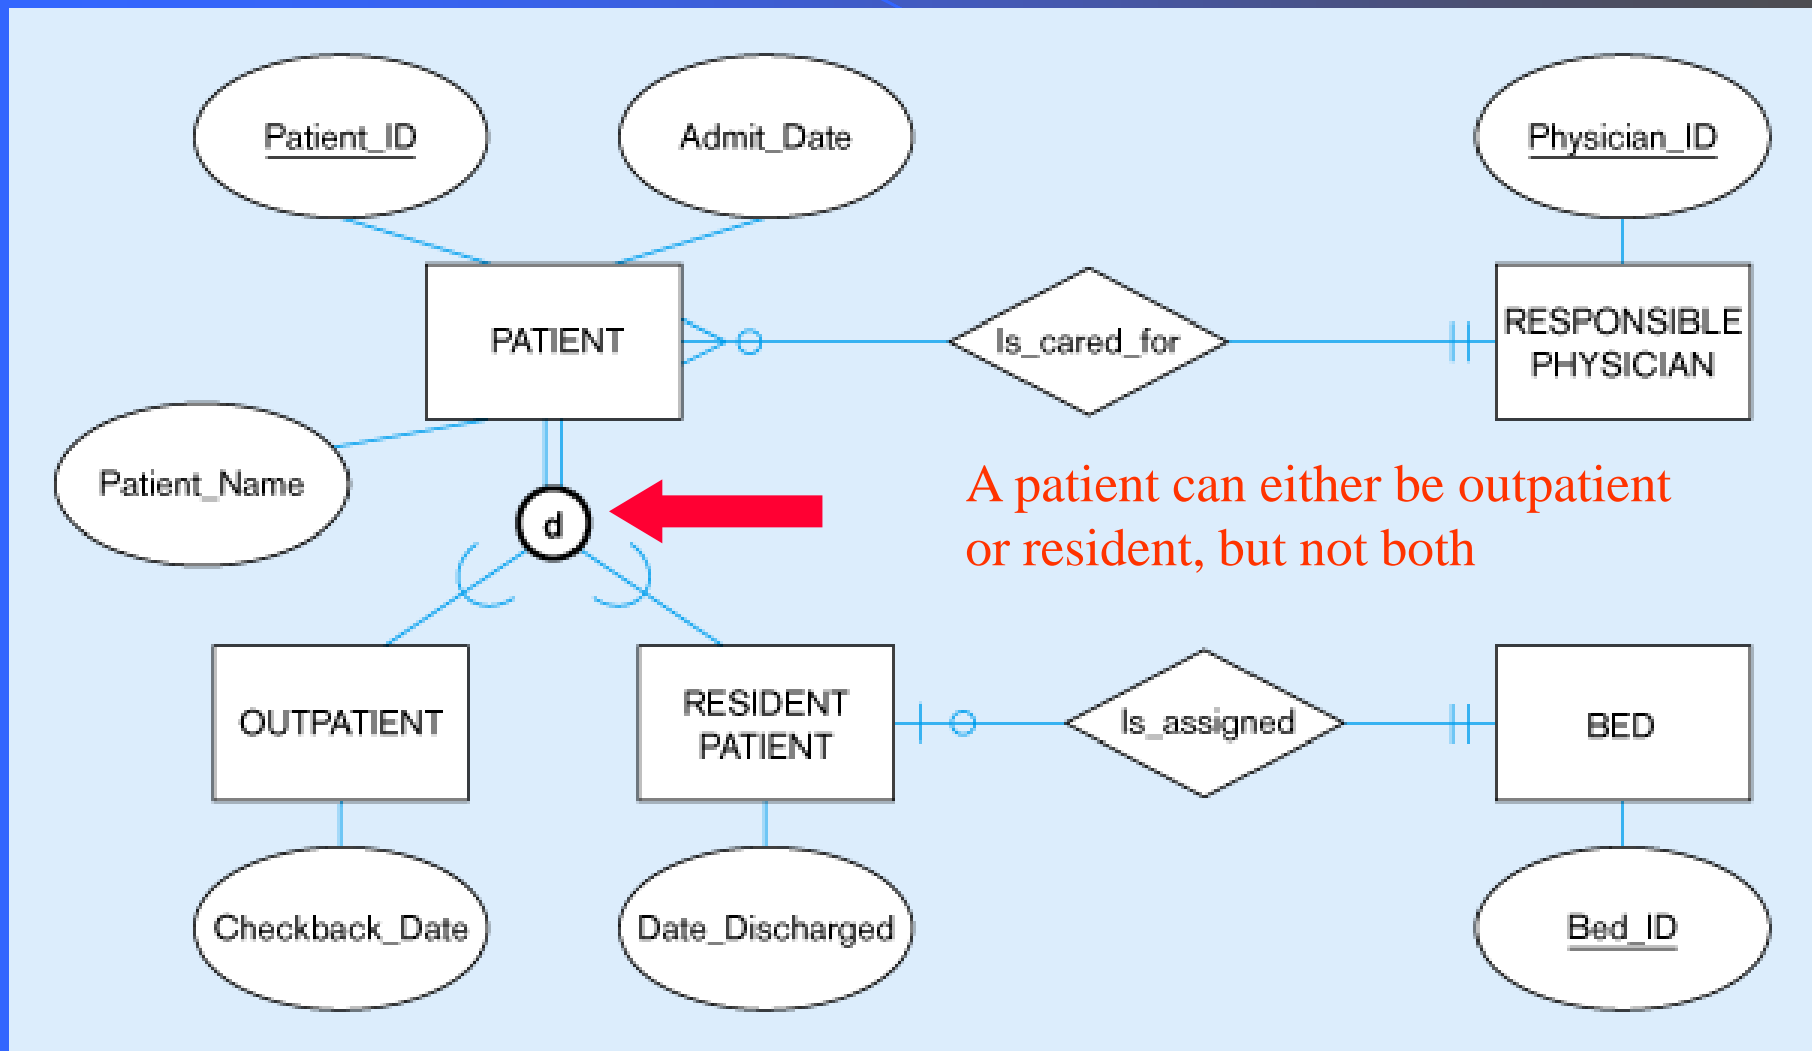 Patient_ID
Admit_Date
Physician_ID
PATIENT
Is_cared_for
RESPONSIBLE
PHYSICIAN
Patient_Name
d
A patient can either be outpatient
or resident, but not both
OUTPATIENT
RESIDENT
PATIENT
Is_assigned
BED
Checkback_Date
Date_Discharged
Bed_ID